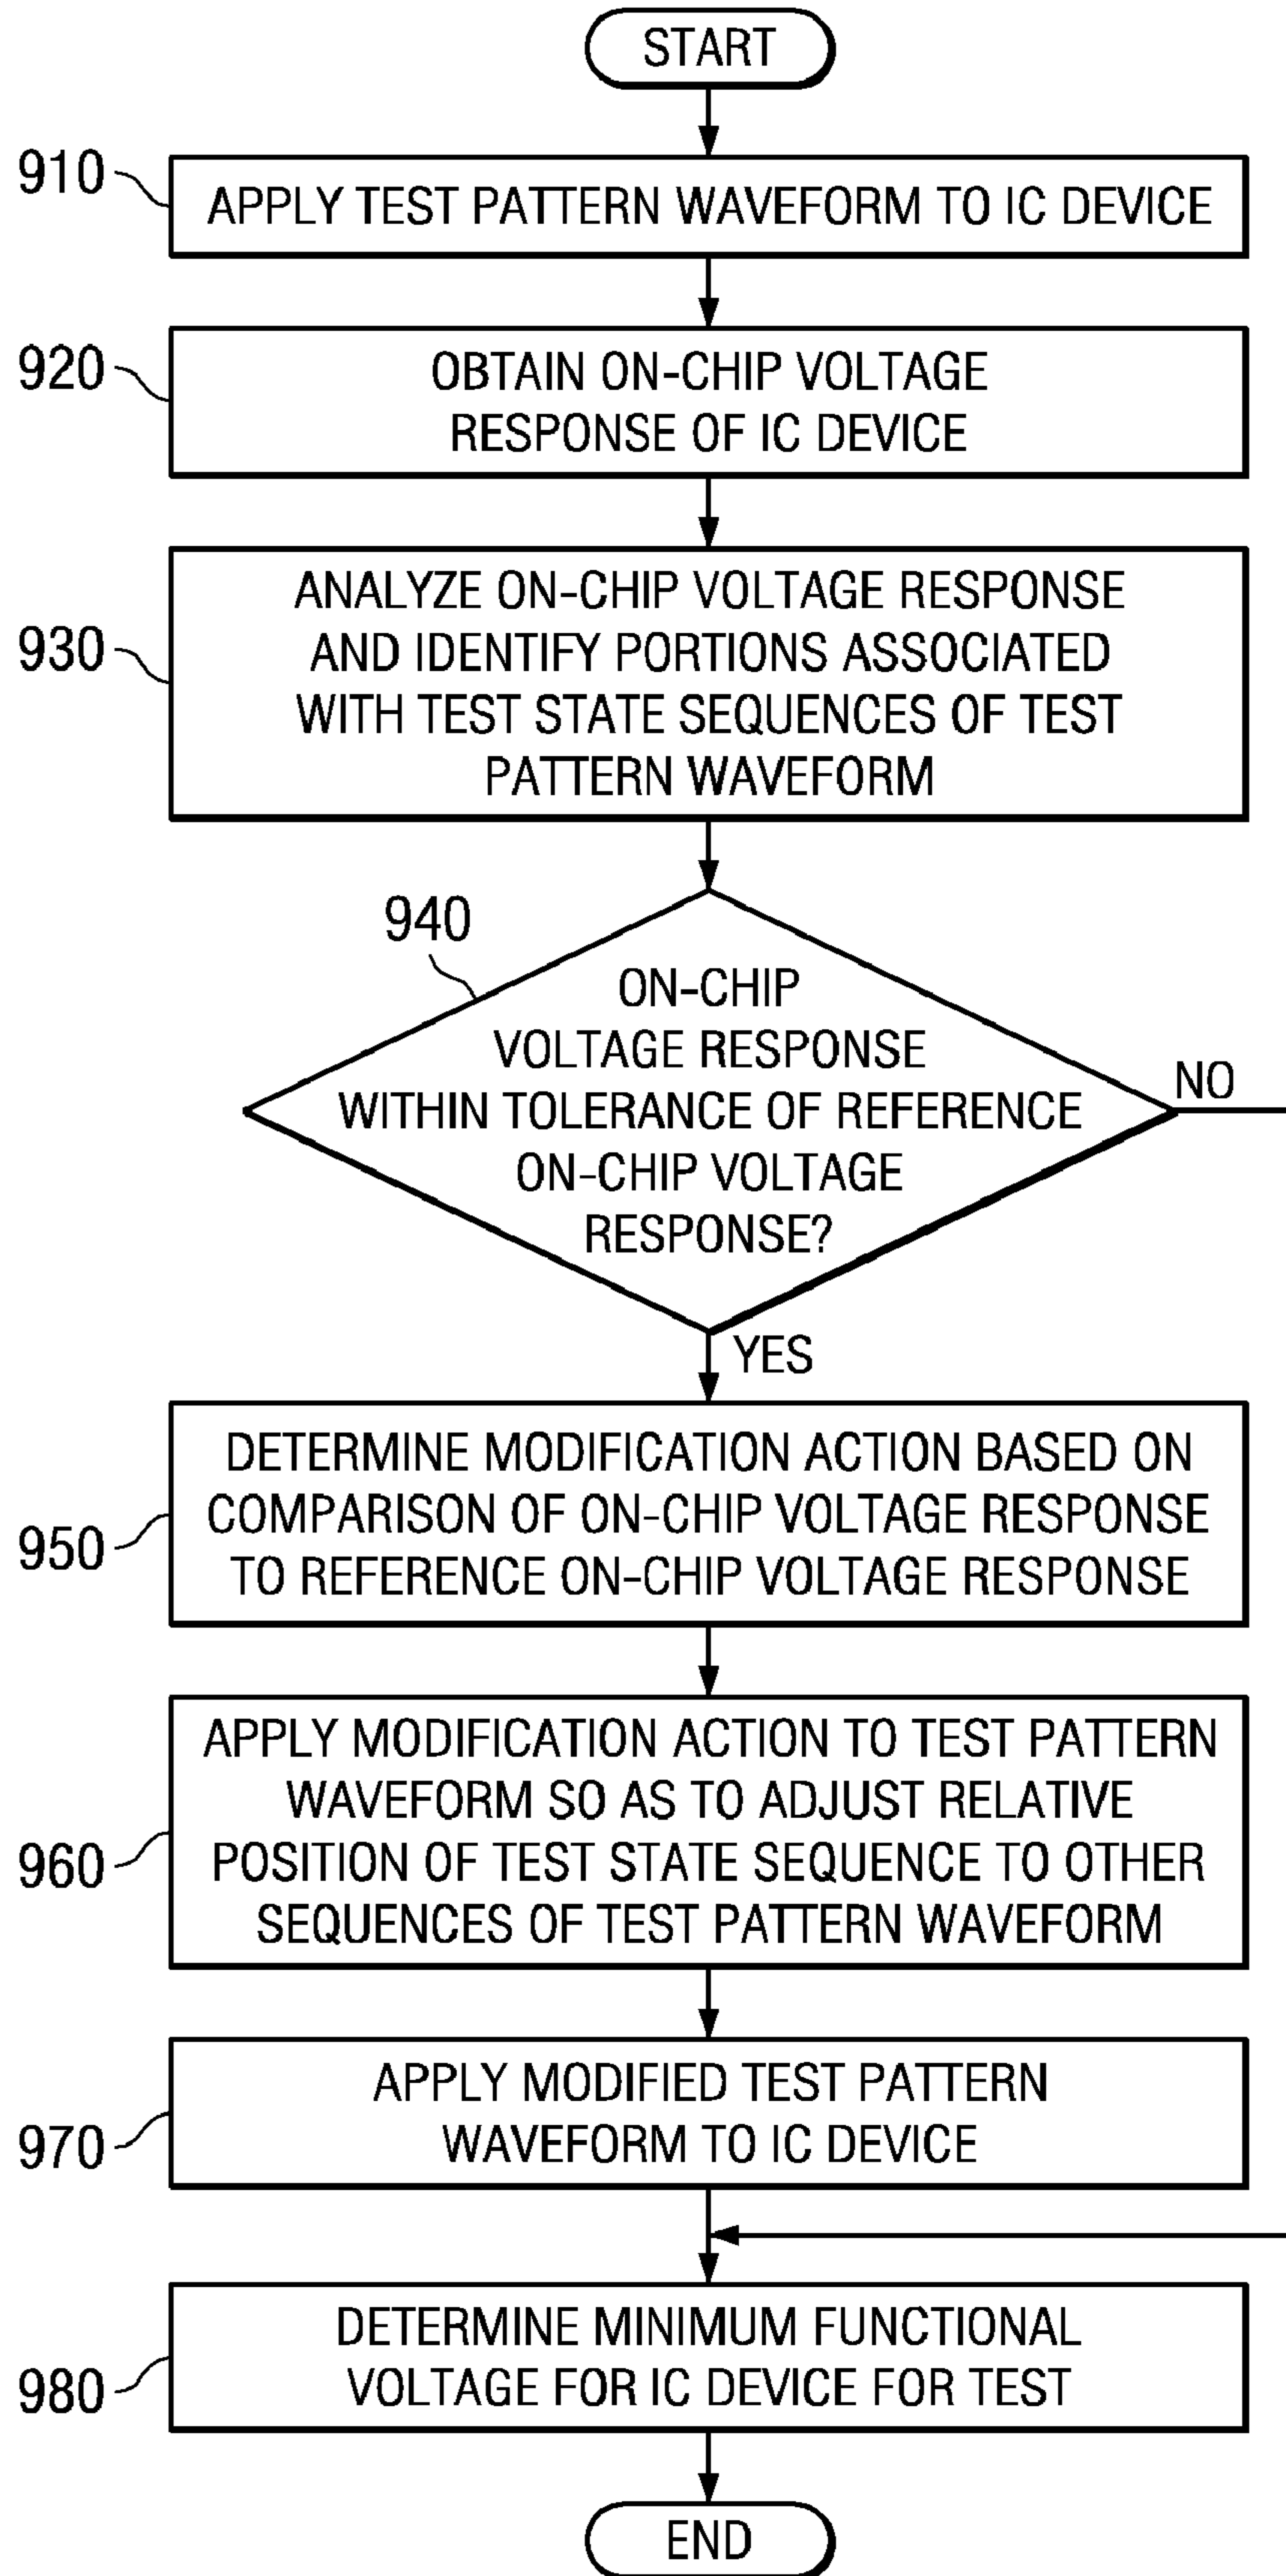 START
910
APPLY TEST PATTERN WAVEFORM TO IC DEVICE
920
OBTAIN ON-CHIP VOLTAGE
RESPONSE OF IC DEVICE
930
ANALYZE ON-CHIP VOLTAGE RESPONSE
AND IDENTIFY PORTIONS ASSOCIATED
WITH TEST STATE SEQUENCES OF TEST
PATTERN WAVEFORM
940
ON-CHIP
VOLTAGE RESPONSE
WITHIN TOLERANCE OF REFERENCE
ON-CHIP VOLTAGE
RESPONSE?
NO
YES
950
DETERMINE MODIFICATION ACTION BASED ON
COMPARISON OF ON-CHIP VOLTAGE RESPONSE
TO REFERENCE ON-CHIP VOLTAGE RESPONSE
960
APPLY MODIFICATION ACTION TO TEST PATTERN
WAVEFORM SO AS TO ADJUST RELATIVE
POSITION OF TEST STATE SEQUENCE TO OTHER
SEQUENCES OF TEST PATTERN WAVEFORM
970
APPLY MODIFIED TEST PATTERN
WAVEFORM TO IC DEVICE
980
DETERMINE MINIMUM FUNCTIONAL
VOLTAGE FOR IC DEVICE FOR TEST
END